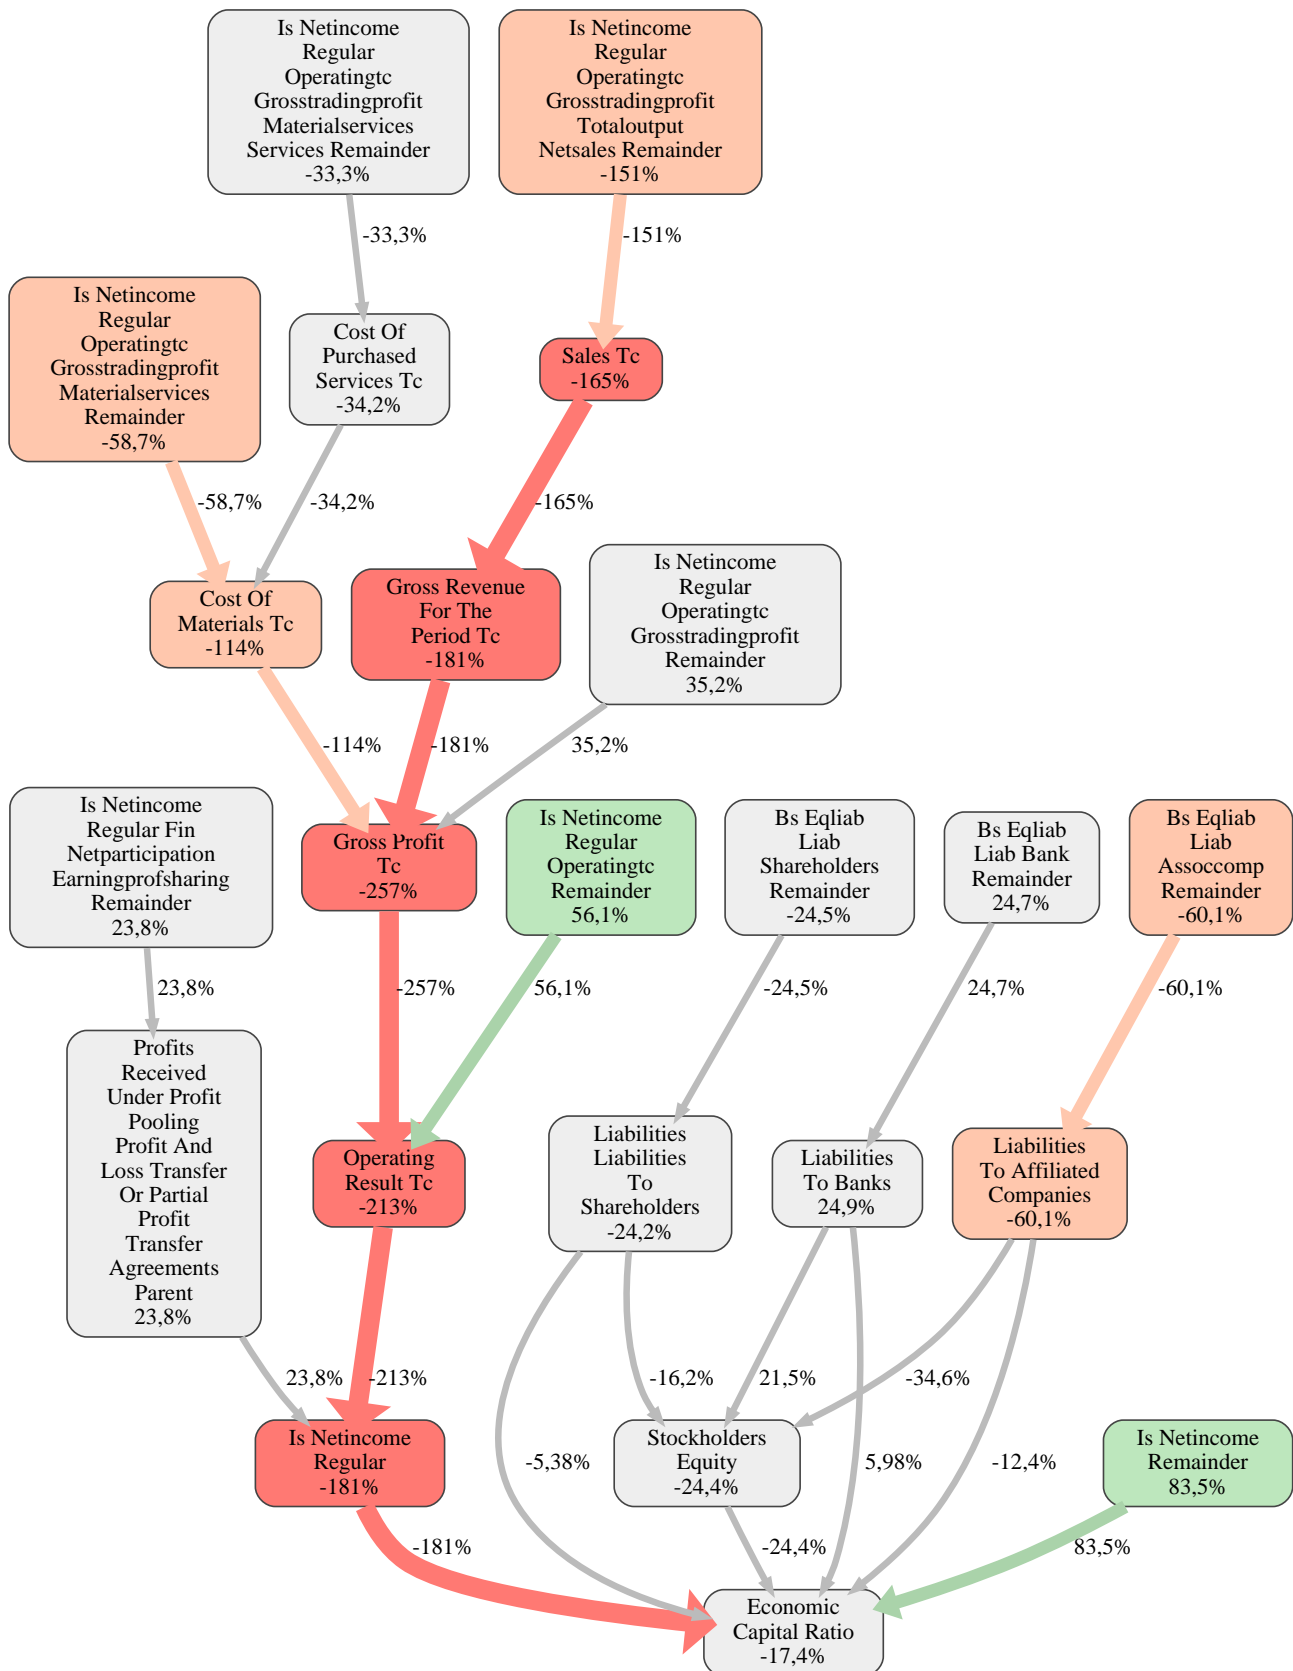 Is Netincome
Regular
Operatingtc
Grosstradingprofit
Materialservices
Services Remainder
-33,3%
Is Netincome
Regular
Operatingtc
Grosstradingprofit
Totaloutput
Netsales Remainder
-151%
-33,3%
-151%
Is Netincome
Regular
Operatingtc
Grosstradingprofit
Materialservices
Remainder
-58,7%
Cost Of
Purchased
Services Tc
-34,2%
Sales Tc
-165%
-58,7%
-34,2%
-165%
Cost Of
Materials Tc
-114%
Gross Revenue
For The
Period Tc
-181%
Is Netincome
Regular
Operatingtc
Grosstradingprofit
Remainder
35,2%
-114%
-181%
35,2%
Is Netincome
Regular Fin
Netparticipation
Earningprofsharing
Remainder
23,8%
Gross Profit
Tc
-257%
Is Netincome
Regular
Operatingtc
Remainder
56,1%
Bs Eqliab
Liab
Shareholders
Remainder
-24,5%
Bs Eqliab
Liab Bank
Remainder
24,7%
Bs Eqliab
Liab
Assoccomp
Remainder
-60,1%
23,8%
-257%
56,1%
-24,5%
24,7%
-60,1%
Profits
Received
Under Profit
Pooling
Profit And
Loss Transfer
Or Partial
Profit
Transfer
Agreements
Parent
23,8%
Operating
Result Tc
-213%
Liabilities
Liabilities
To
Shareholders
-24,2%
Liabilities
To Banks
24,9%
Liabilities
To Affiliated
Companies
-60,1%
23,8%
-213%
-16,2%
21,5%
-34,6%
Is Netincome
Regular
-181%
-5,38%
Stockholders
Equity
-24,4%
5,98%
-12,4%
Is Netincome
Remainder
83,5%
-181%
-24,4%
83,5%
Economic
Capital Ratio
-17,4%